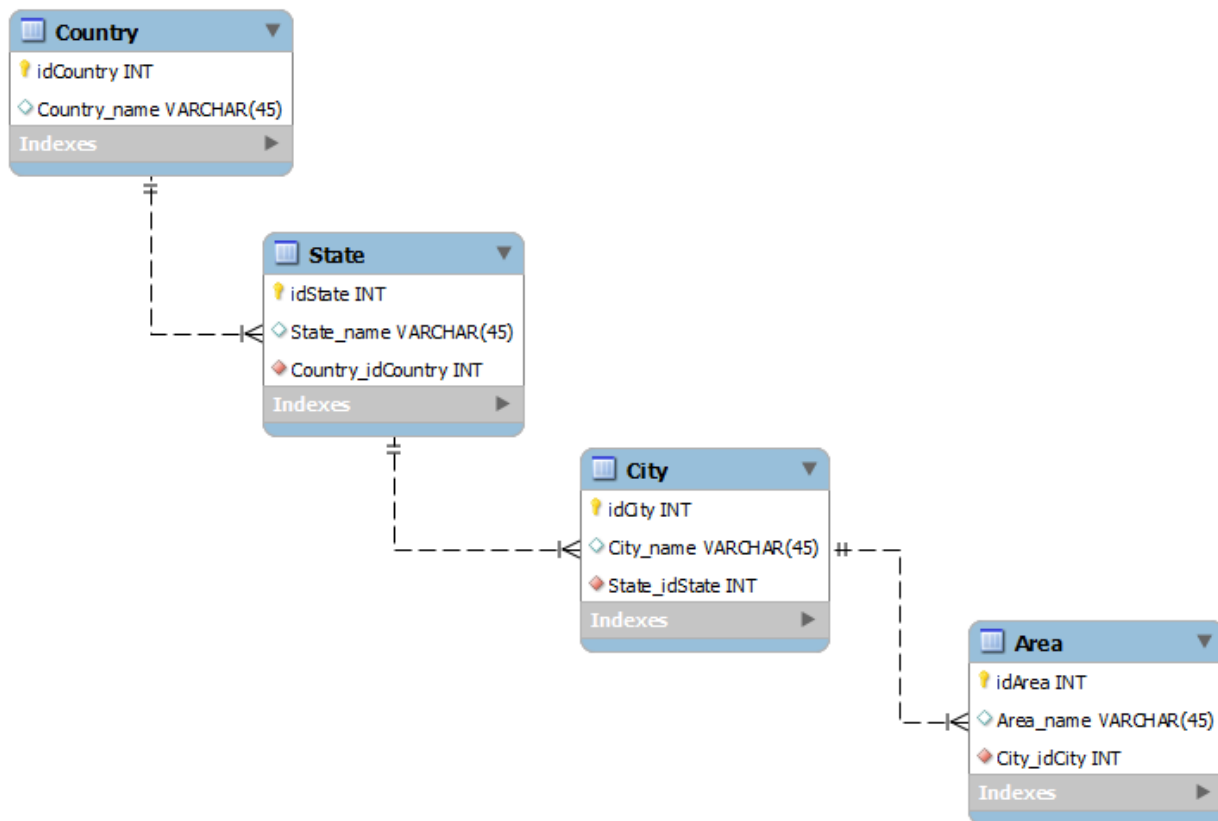 Country
idCountry INT
Country_name VARCHAR(45)
Indexes
State
idState INT
State_name VARCHAR(45)
Country_idCountry INT
Indexes
City
idCity INT
City_name VARCHAR(45)
State_idState INT
Indexes
Area
idArea INT
Area_name VARCHAR(45)
City_idCity INT
Indexes